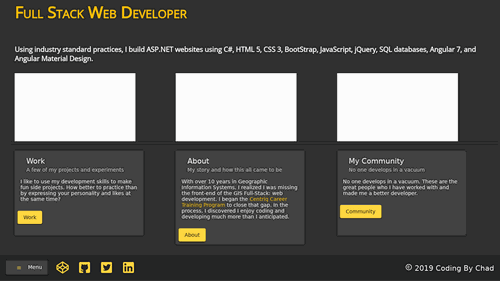 Full Stack Web Developer
Using industry standard practices, I build ASP.NET websites using C#, HTML 5, CSS 3, BootStrap, JavaScript, jQuery, SQL databases, Angular 7, and
Angular Material Design.
Work
A few of my projects and experiments
I like to use my development skills to make
fun side projects. How better to practice than
by expressing your personality and likes at
the same time?
Work
About
My story and how this all came to be
With over 10 years in Geographic
Information Systems, I realized I was missing
the front-end of the GIS Full-Stack: web
development. I began the Centriq Career
Training Program to close that gap. In the
process, I discovered I enjoy coding and
developing much more than I anticipated.
About
My Community
No one develops in a vacuum
No one develops in a vacuum. These are the
great people who I have worked with and
made me a better developer.
Community
Menu
© 2019 Coding By Chad